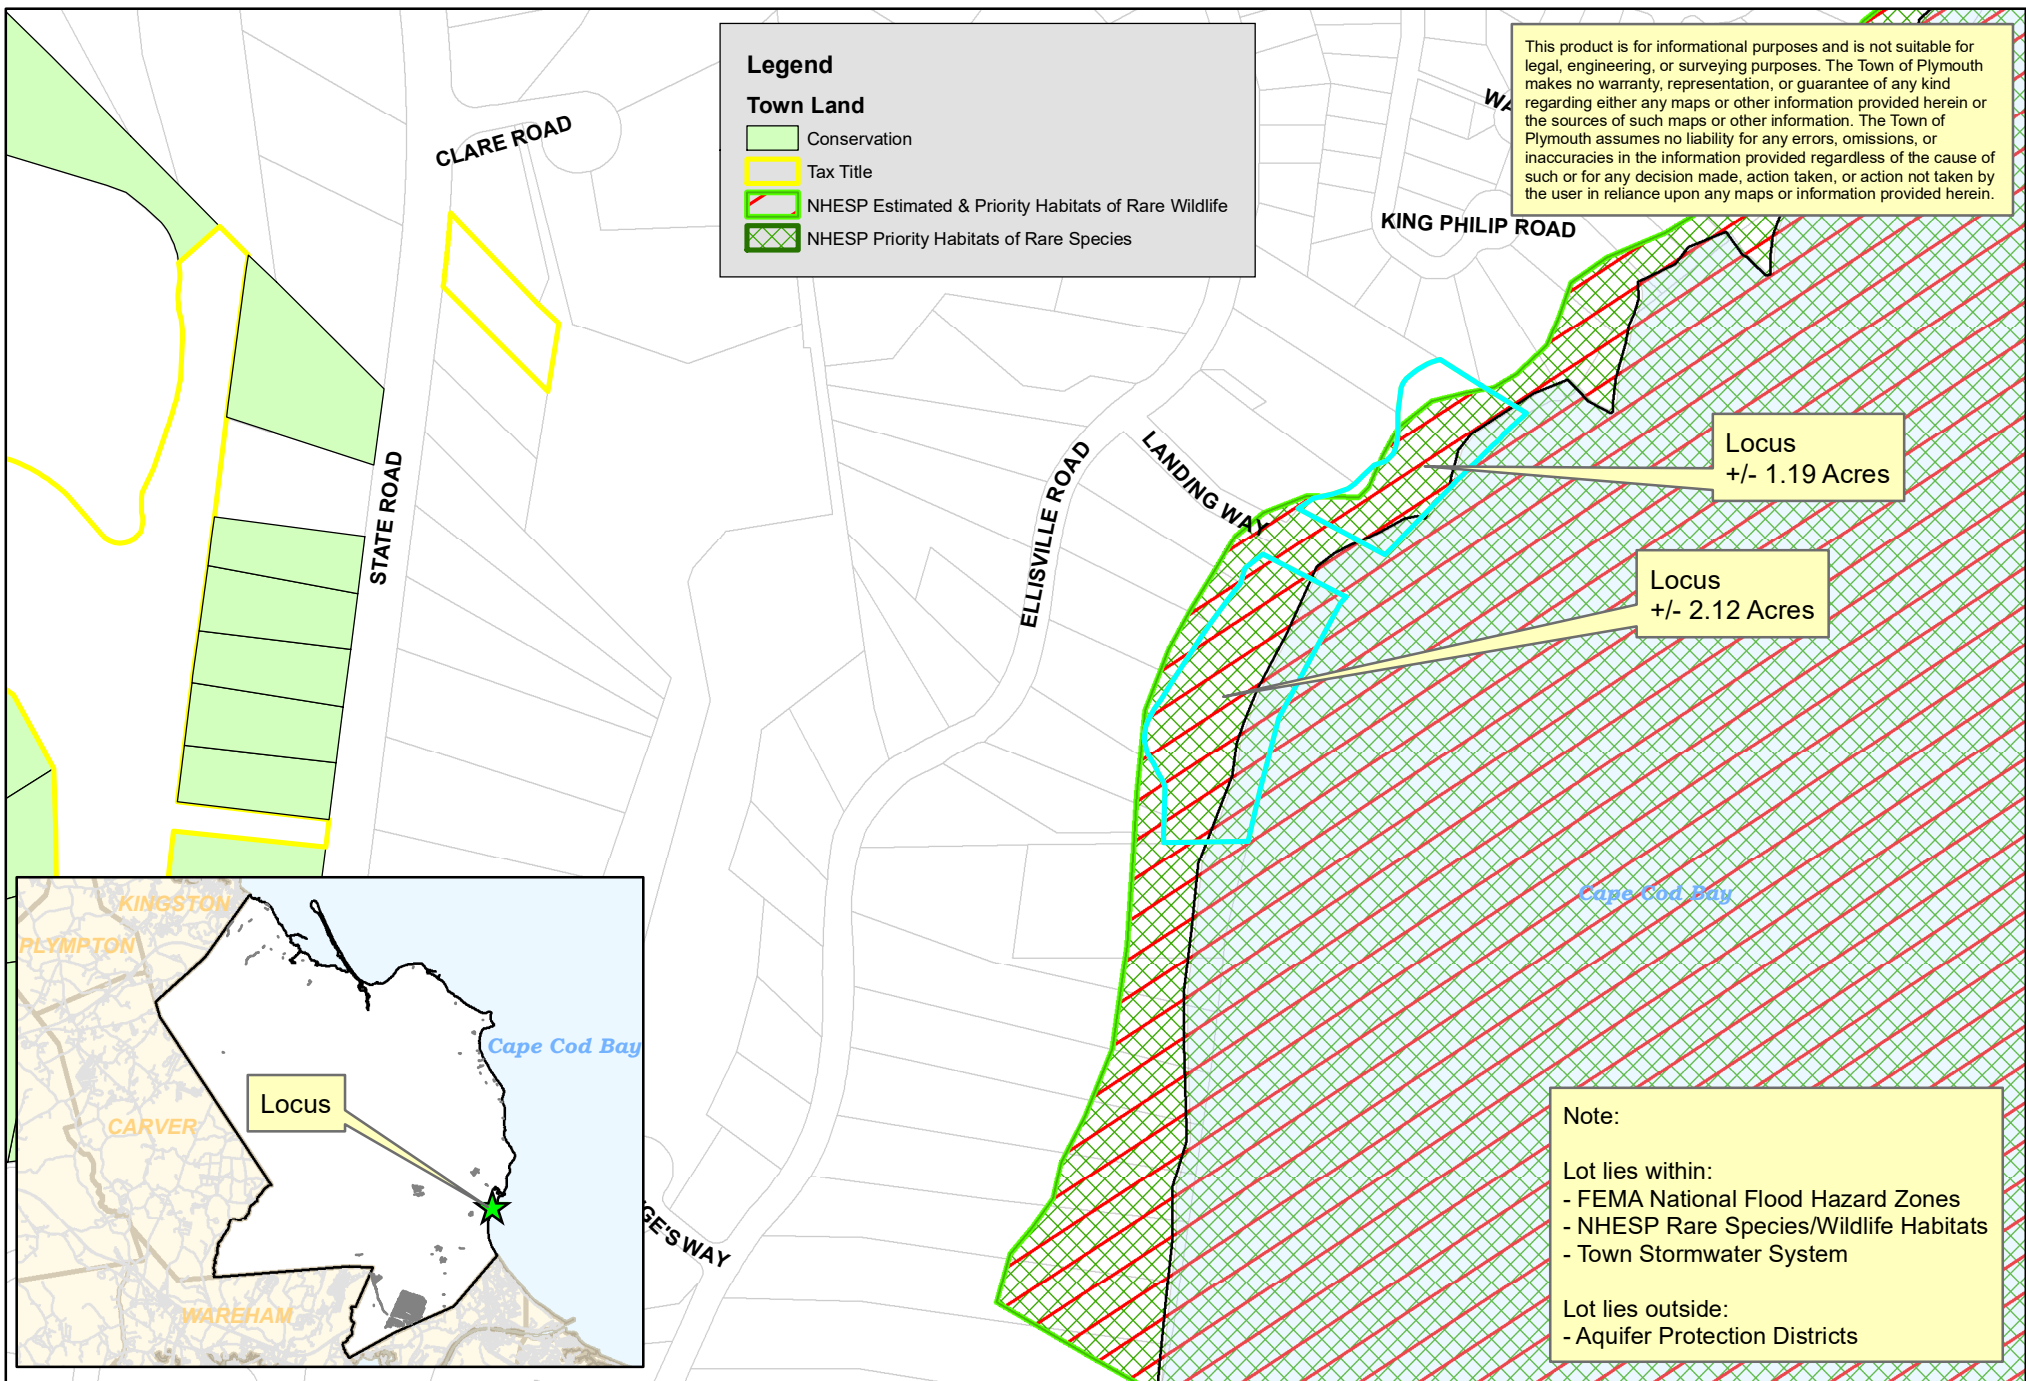 Legend
Town Land
Conservation
Tax Title
NHESP Estimated & Priority Habitats of Rare Wildlife
NHESP Priority Habitats of Rare Species
This product is for informational purposes and is not suitable for
legal, engineering, or surveying purposes. The Town of Plymouth
makes no warranty, representation, or guarantee of any kind
regarding either any maps or other information provided herein or
the sources of such maps or other information. The Town of
Plymouth assumes no liability for any errors, omissions, or
inaccuracies in the information provided regardless of the cause of
such or for any decision made, action taken, or action not taken by
the user in reliance upon any maps or information provided herein.
CLARE ROAD
KING PHILIP ROAD
STATE ROAD
ELLISVILLE ROAD
LANDING WAY
Locus
+/- 1.19 Acres
Locus
+/- 2.12 Acres
Cape Cod Bay
KINGSTON
PLYMPTON
Cape Cod Bay
Locus
CARVER
WAREHAM
GE'S WAY
Note:
Lot lies within:
- FEMA National Flood Hazard Zones
- NHESP Rare Species/Wildlife Habitats
- Town Stormwater System
Lot lies outside:
- Aquifer Protection Districts